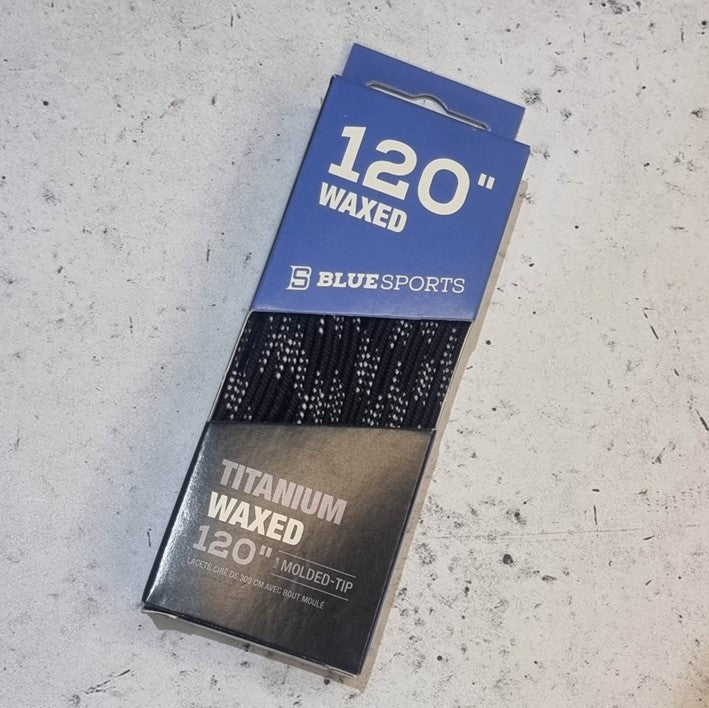 120"
WAXED
BLUESPORTS
TITANIUM
WAXED
120" MOLDED-TIP
LACETS CIRÉ DE 305 CM AVEC BOUT MOULÉ